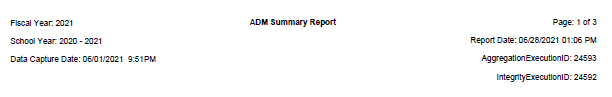 Fiscal Year: 2021
ADM Summary Report
Page: 1 of 3
School Year: 2020 - 2021
Report Date: 06/28/2021 01:06 PM
Data Capture Date: 06/01/2021 9:51PM
AggregationExecutionID: 24593
IntegrityExecutionID: 24592